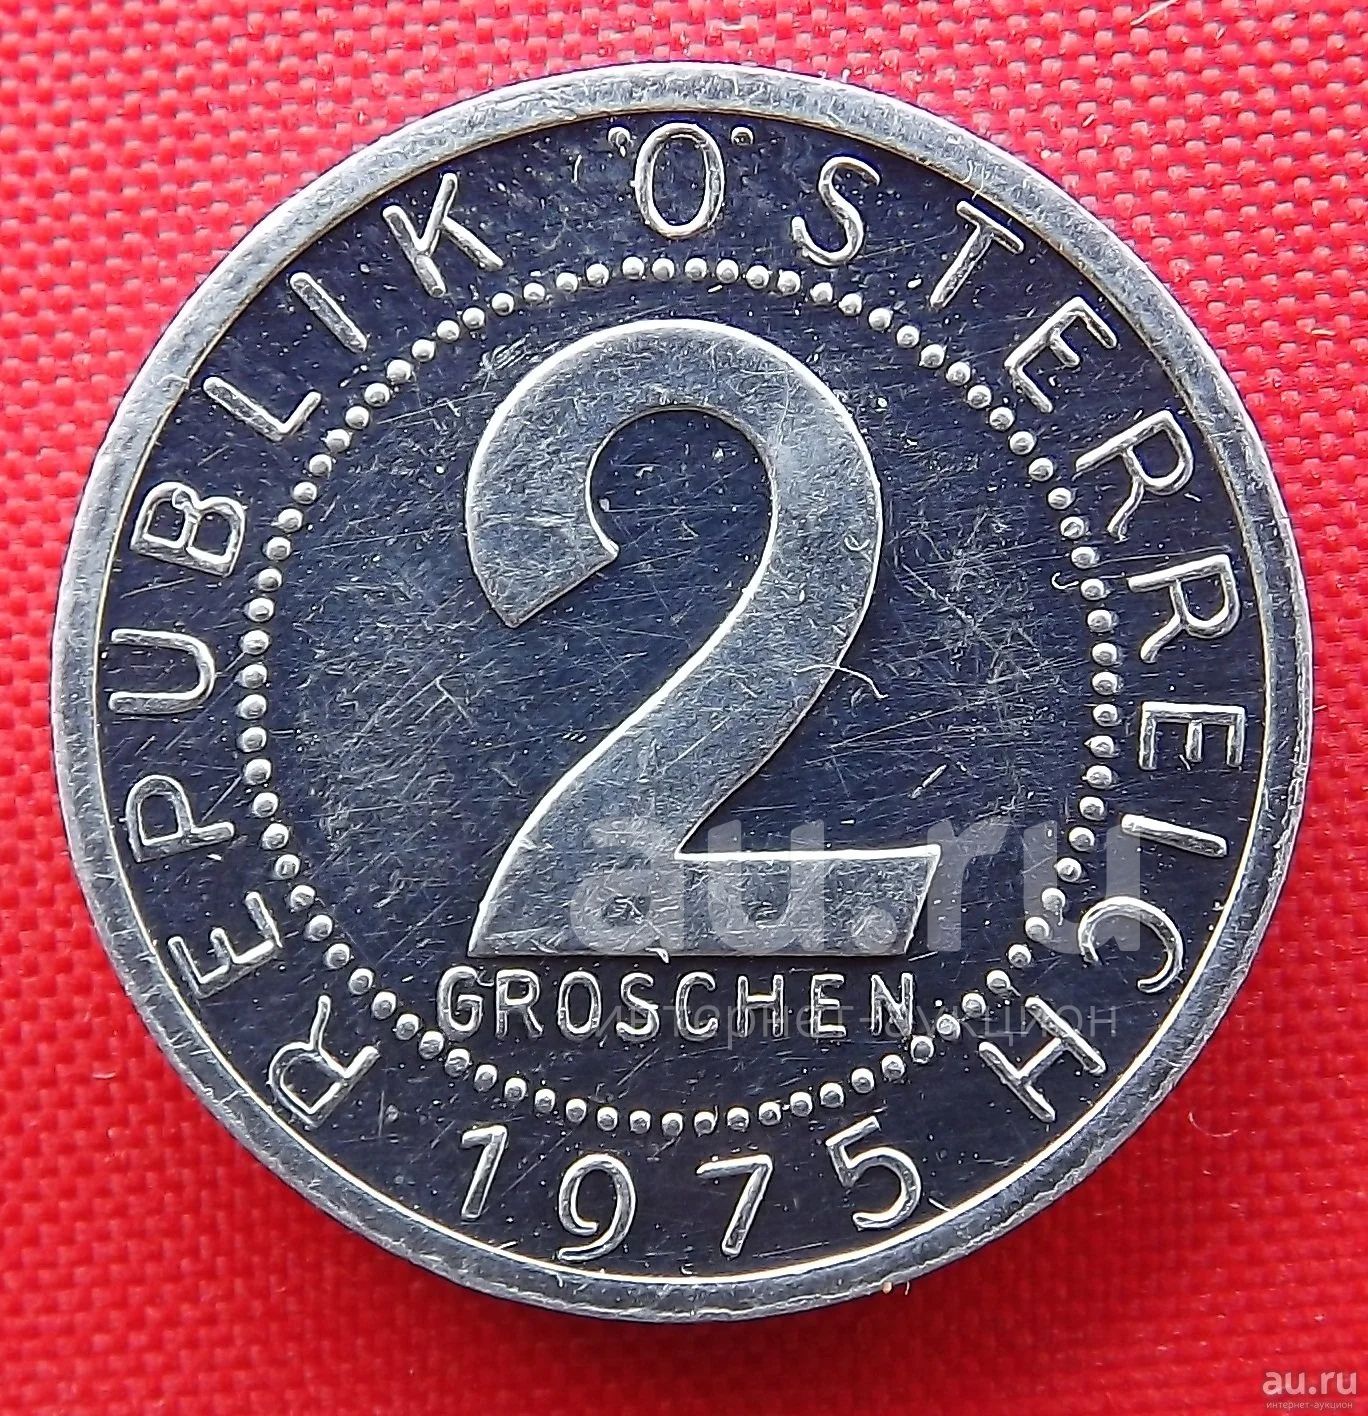 REPUBLIK ÖSTERREICH
2
GROSCHEN
1975
au.ru
интернет-аукцион
au.ru
интернет-аукцион